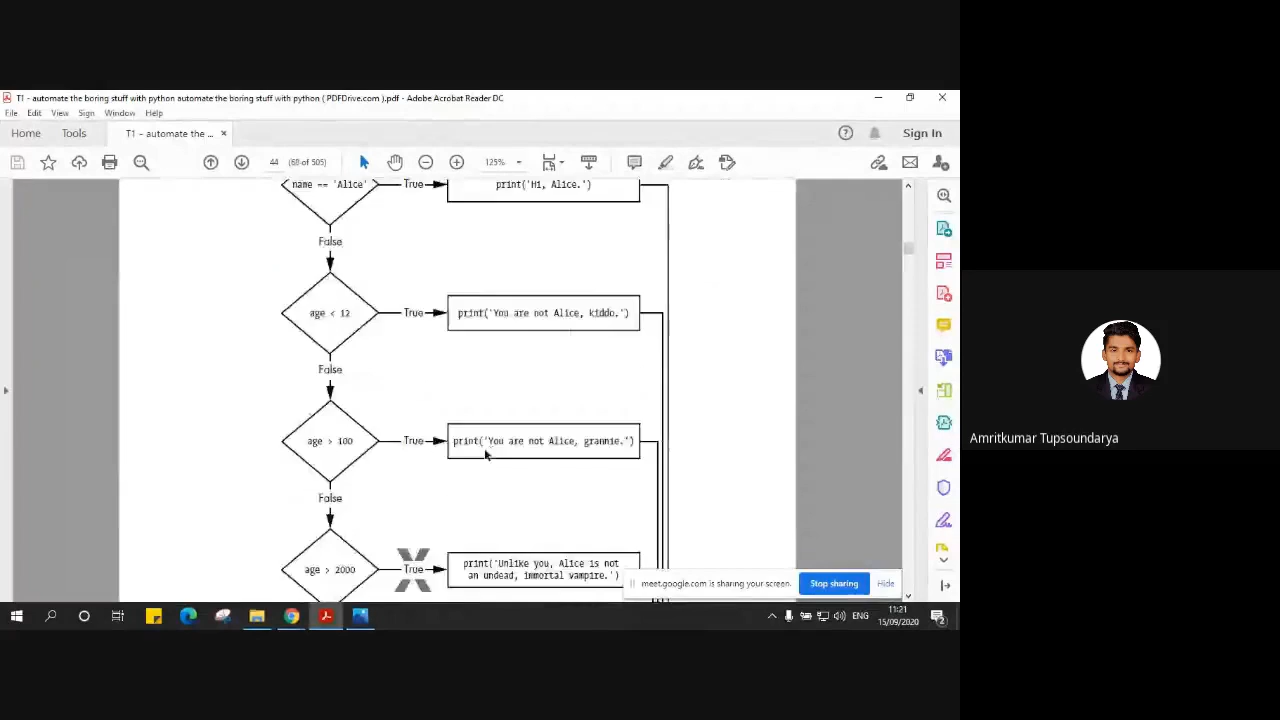 T1 - automate the boring stuff with python automate the boring stuff with python ( PDFDrive.com ).pdf - Adobe Acrobat Reader DC
File Edit View Sign Window Help
Home Tools T1 - automate the ... × Sign In
44 (68 of 505) 125%
name == 'Alice' True print('Hi, Alice.')
False
age < 12 True print('You are not Alice, kiddo.')
False
age > 100 True print('You are not Alice, grannie.')
False
age > 2000 True print('Unlike you, Alice is not
an undead, immortal vampire.')
meet.google.com is sharing your screen. Stop sharing Hide
ENG 11:21
15/09/2020
2
Amritkumar Tupsoundarya